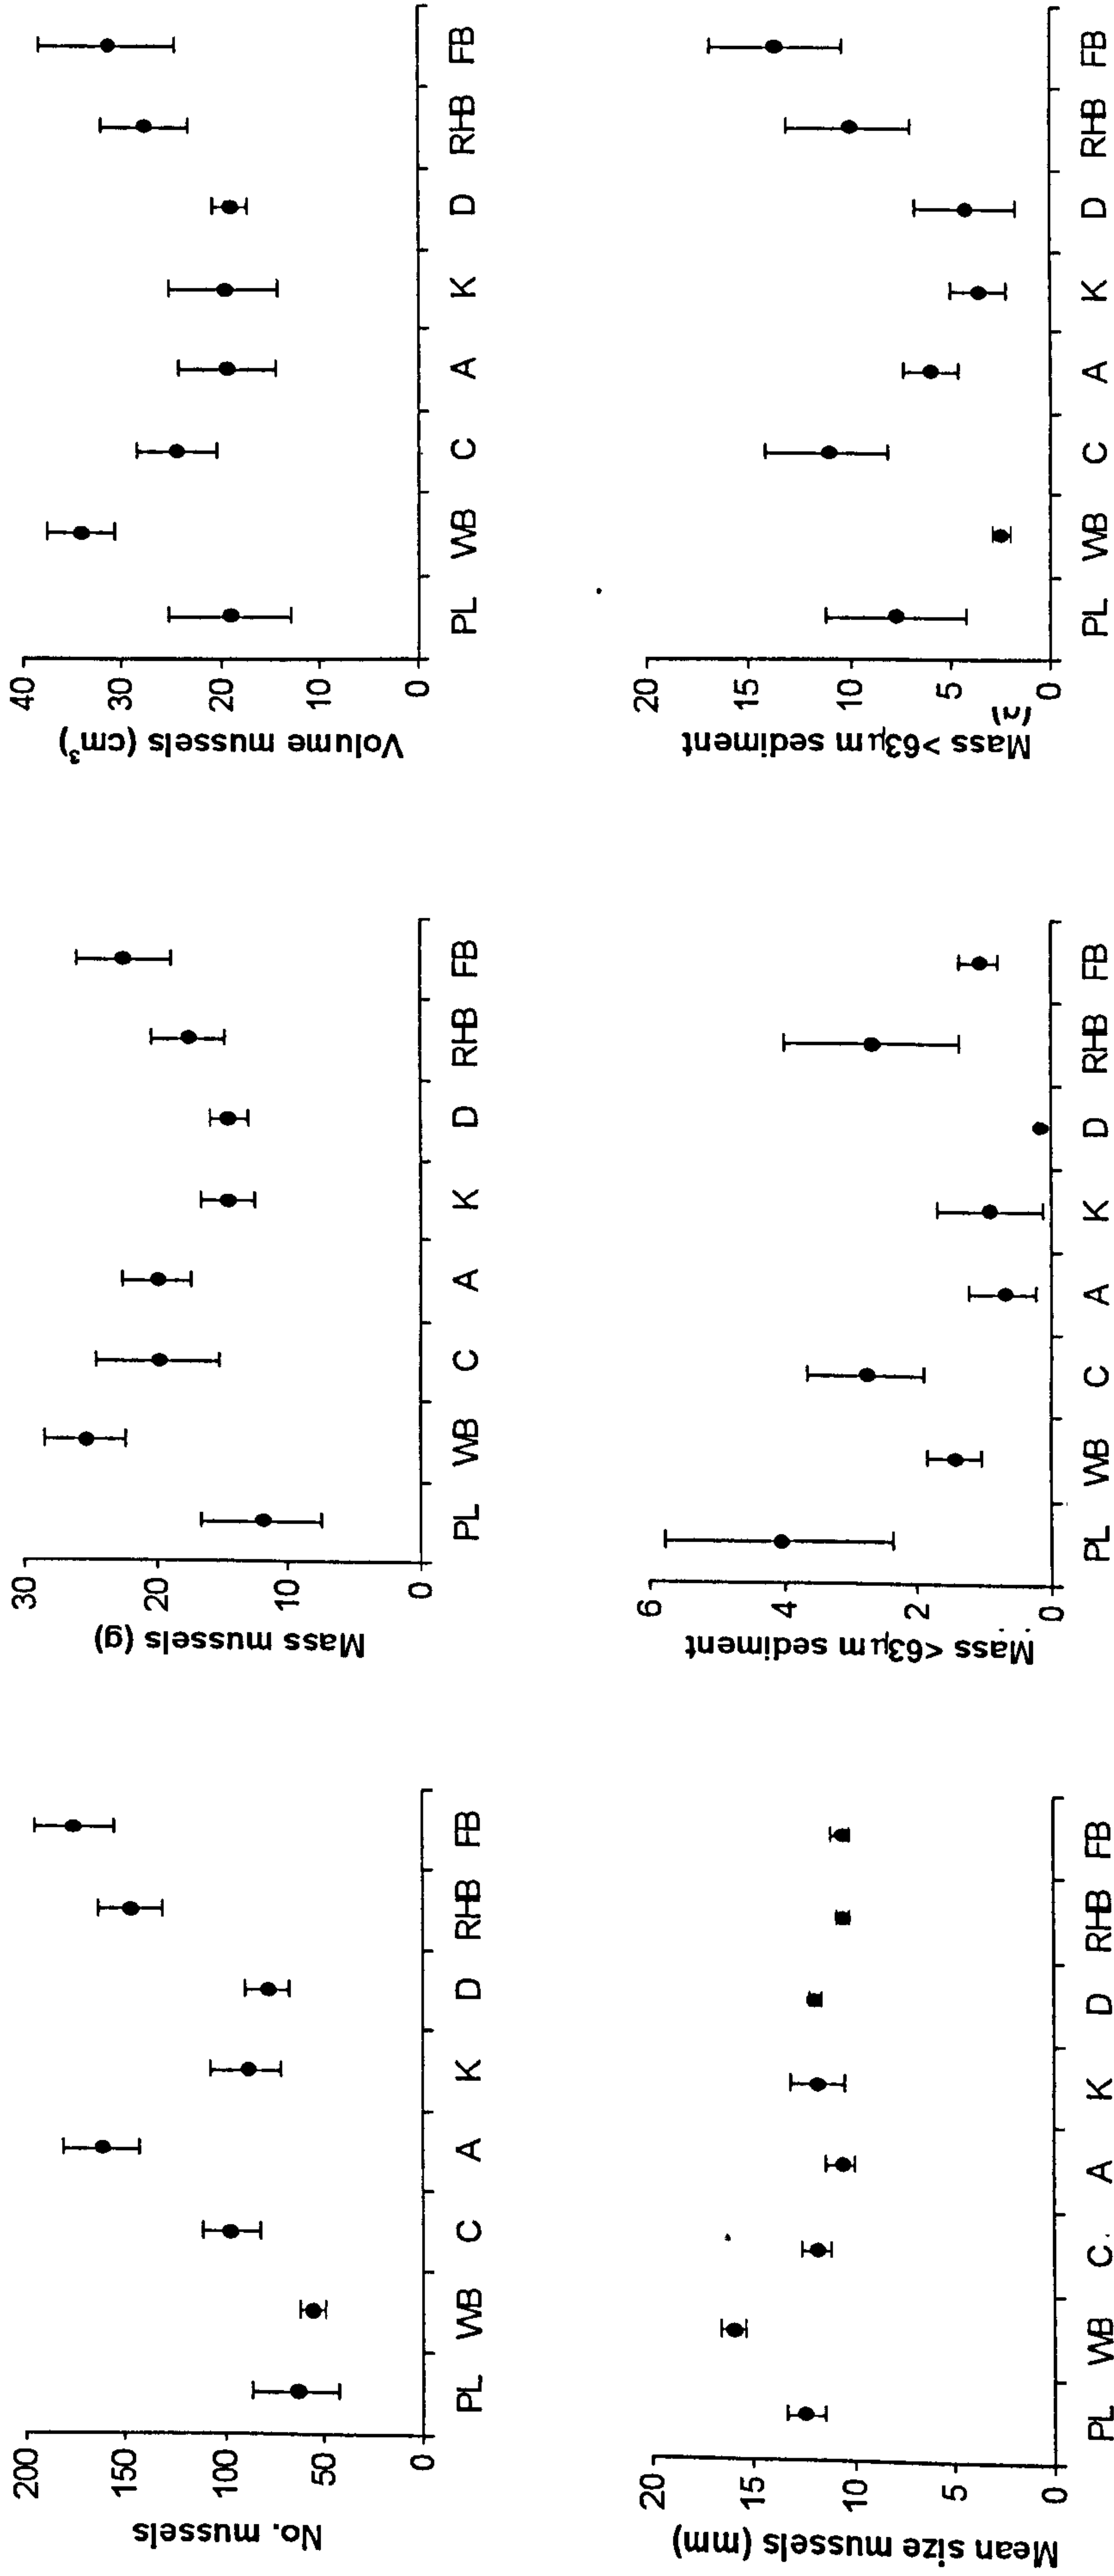 No. mussels
200
150
100
50
0
PL WB C A K D RHB FB
Mass mussels (g)
30
20
10
0
PL WB C A K D RHB FB
Volume mussels (cm³)
40
30
20
10
0
PL WB C A K D RHB FB
Mean size mussels (mm)
20
15
10
5
0
PL WB C A K D RHB FB
Mass <63µm sediment
6
4
2
0
PL WB C A K D RHB FB
Mass >63µm sediment
20
15
10
5
0
PL WB C A K D RHB FB